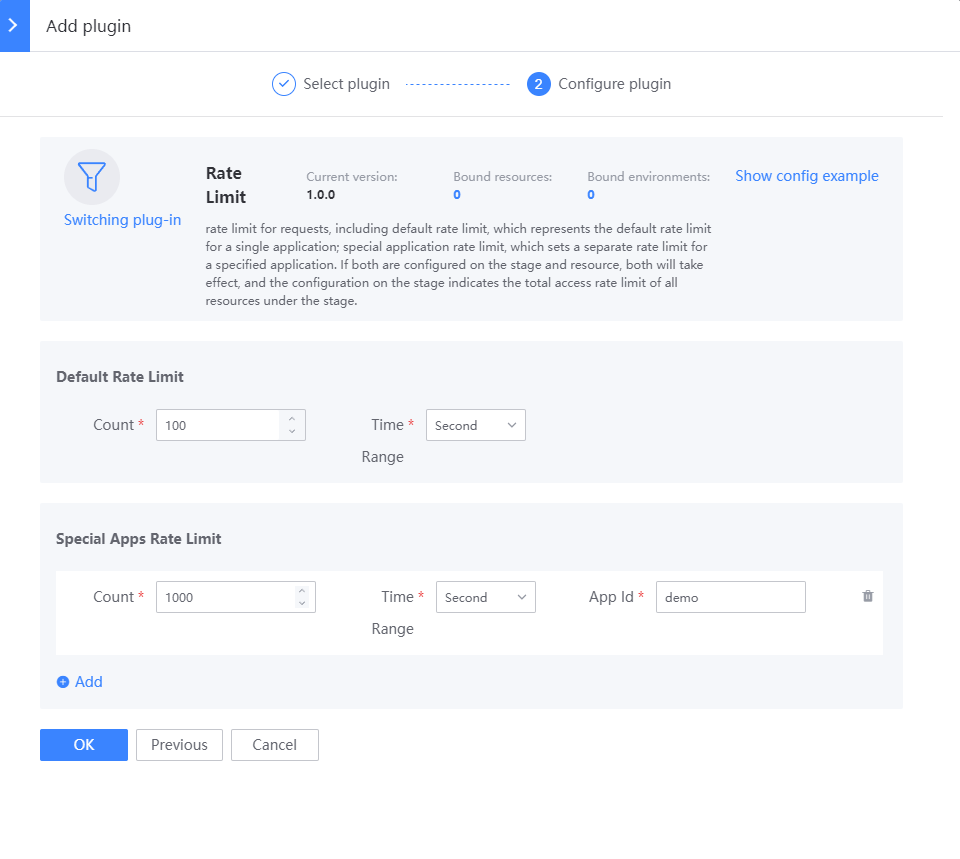 Add plugin
Select plugin
2 Configure plugin
Switching plug-in
Rate
Limit
Current version:
1.0.0
Bound resources:
0
Bound environments:
0
Show config example
rate limit for requests, including default rate limit, which represents the default rate limit
for a single application; special application rate limit, which sets a separate rate limit for
a specified application. If both are configured on the stage and resource, both will take
effect, and the configuration on the stage indicates the total access rate limit of all
resources under the stage.
Default Rate Limit
Count * 100
Time * Second
Range
Special Apps Rate Limit
Count * 1000
Time * Second
Range
App Id * demo
Add
OK
Previous
Cancel